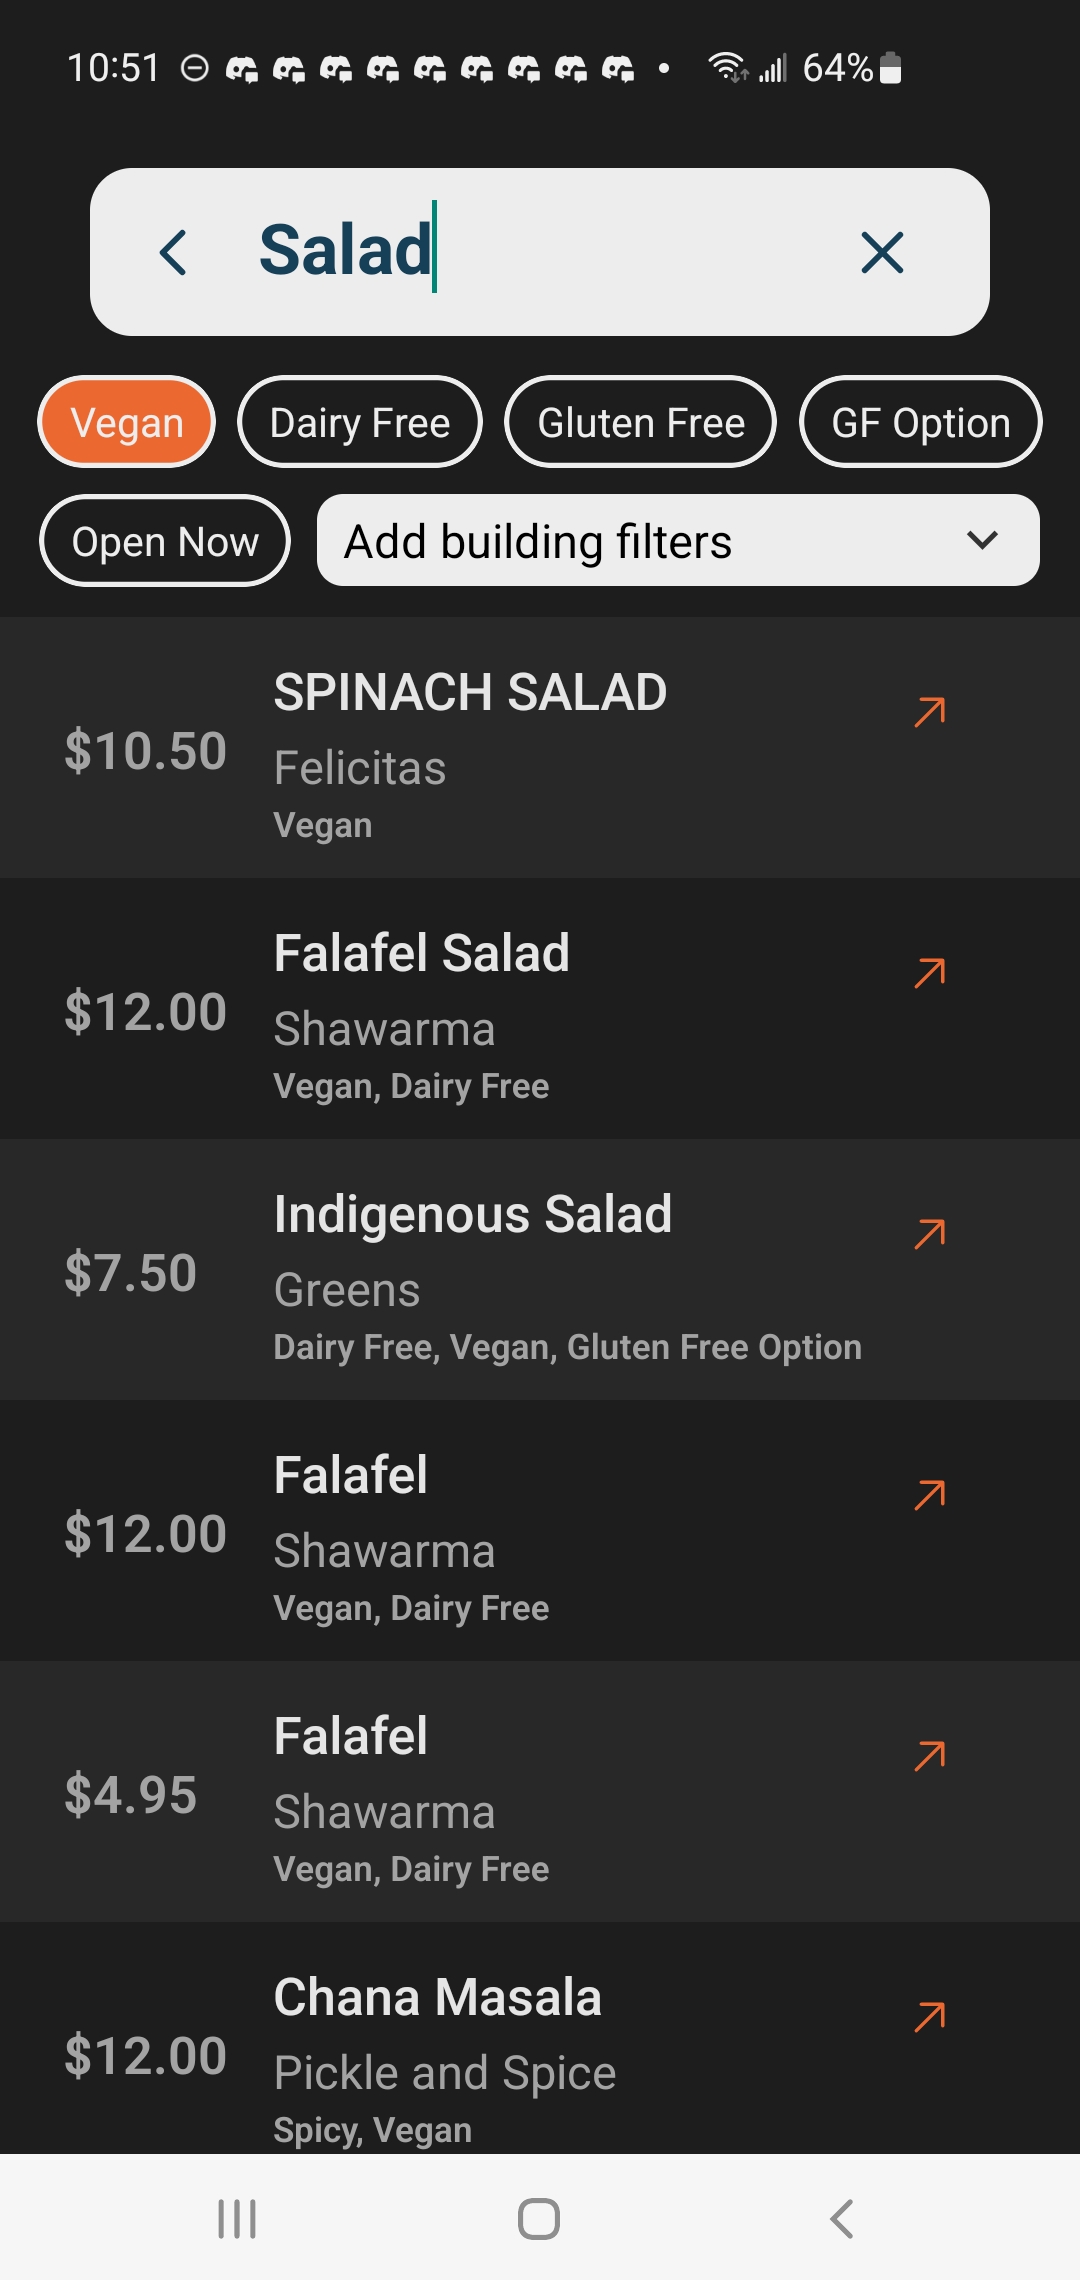 10:51 64%
Salad
Vegan Dairy Free Gluten Free GF Option
Open Now Add building filters
SPINACH SALAD
$10.50
Felicitas
Vegan
Falafel Salad
$12.00
Shawarma
Vegan, Dairy Free
Indigenous Salad
$7.50
Greens
Dairy Free, Vegan, Gluten Free Option
Falafel
$12.00
Shawarma
Vegan, Dairy Free
Falafel
$4.95
Shawarma
Vegan, Dairy Free
Chana Masala
$12.00
Pickle and Spice
Spicy, Vegan